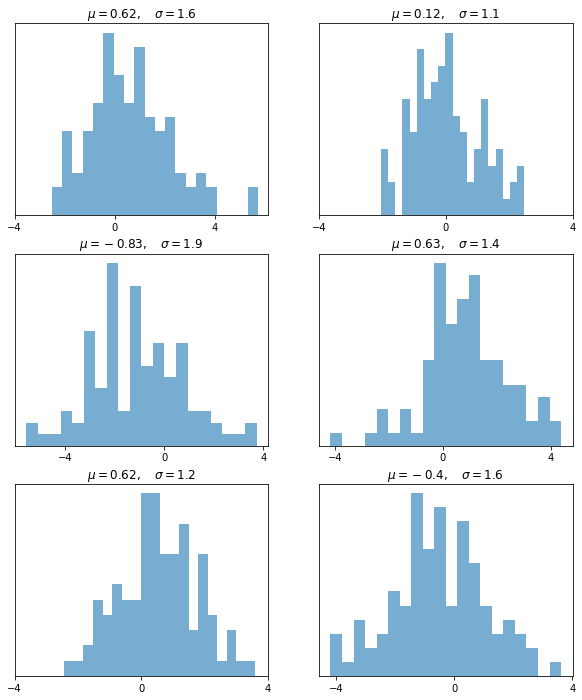 μ = 0.62, σ = 1.6
μ = 0.12, σ = 1.1
−4 0 4
−4 0 4
μ = −0.83, σ = 1.9
μ = 0.63, σ = 1.4
−4 0 4
−4 0 4
μ = 0.62, σ = 1.2
μ = −0.4, σ = 1.6
−4 0 4
−4 0 4